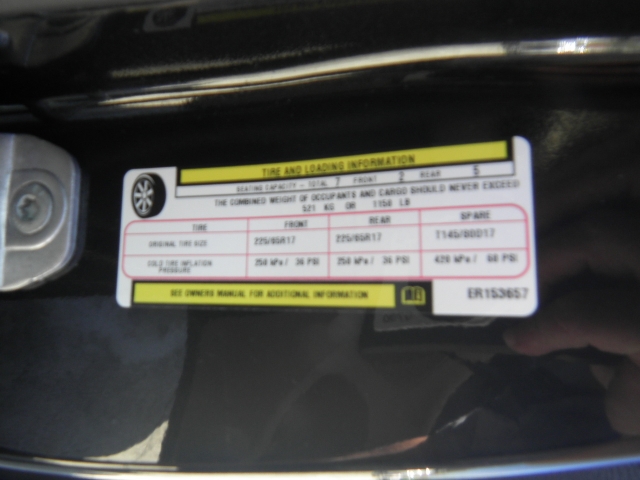 TIRE AND LOADING INFORMATION
SEATING CAPACITY - TOTAL 7 FRONT 2 REAR 5
THE COMBINED WEIGHT OF OCCUPANTS AND CARGO SHOULD NEVER EXCEED
521 KG OR 1150 LB
TIRE FRONT REAR SPARE
ORIGINAL TIRE SIZE 225/65R17 225/65R17 T145/80D17
COLD TIRE INFLATION PRESSURE 250 kPa / 36 PSI 250 kPa / 36 PSI 420 kPa / 60 PSI
SEE OWNERS MANUAL FOR ADDITIONAL INFORMATION
ER153657